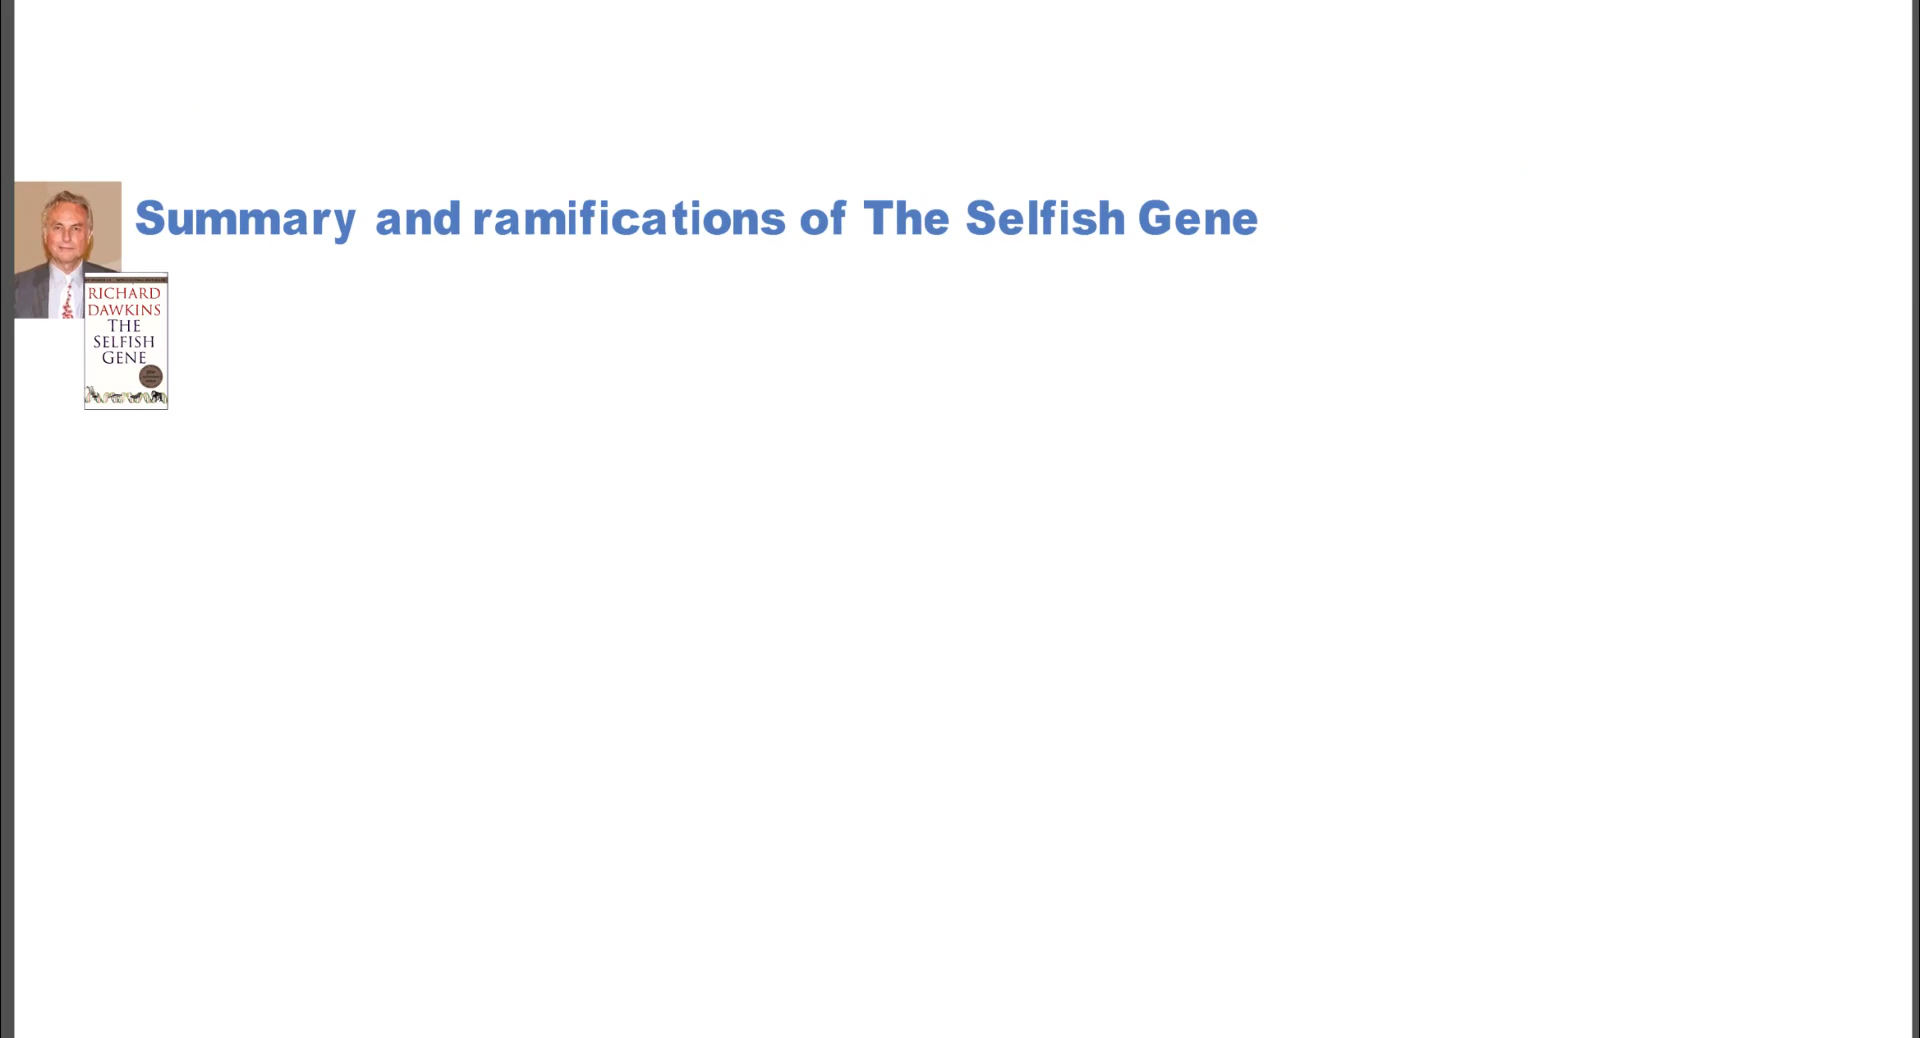 Summary and ramifications of The Selfish Gene
RICHARD
DAWKINS
THE
SELFISH
GENE